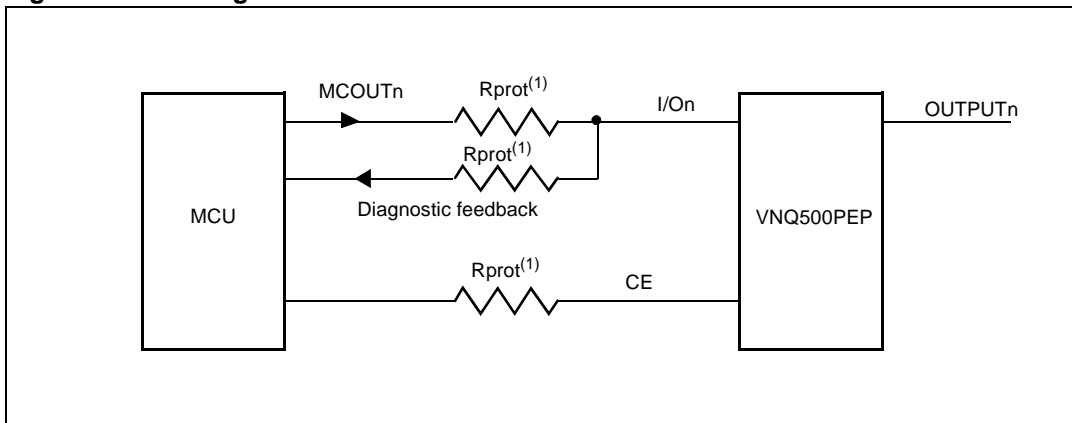 MCOUTn
Rprot(1)
I/On
OUTPUTn
Rprot(1)
Diagnostic feedback
MCU
VNQ500PEP
Rprot(1)
CE